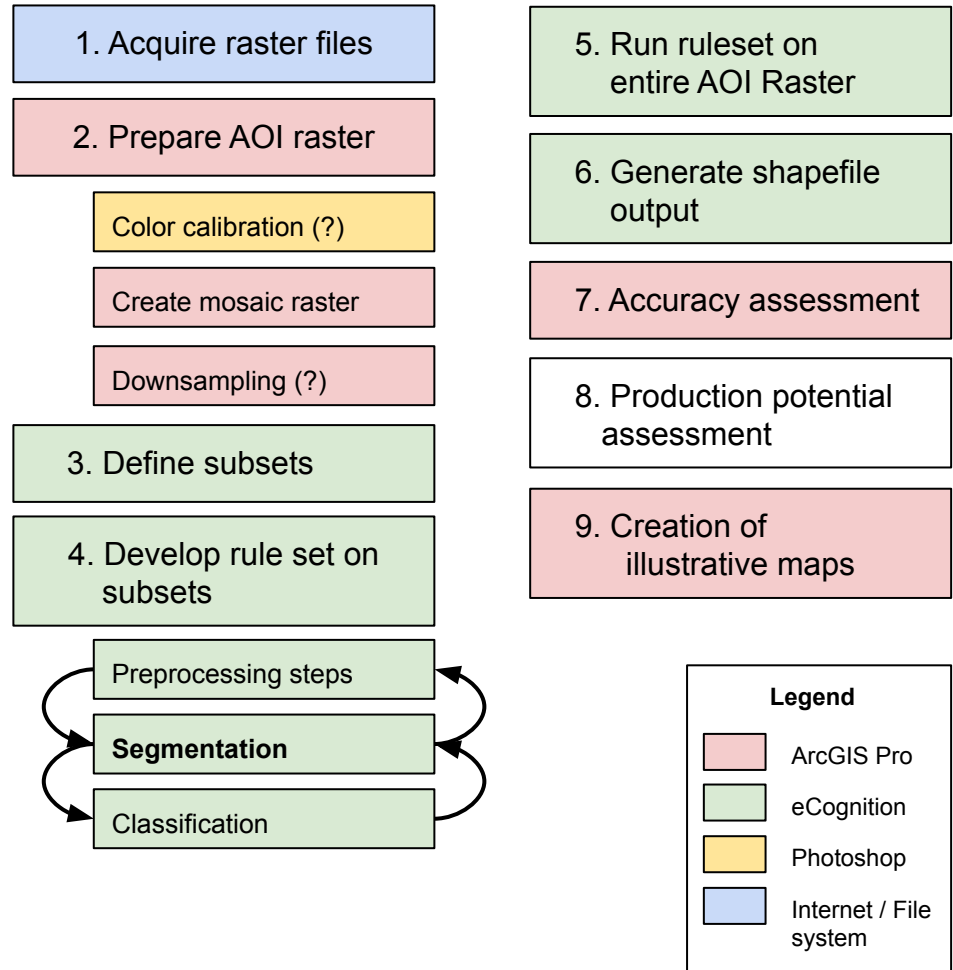 1. Acquire raster files
2. Prepare AOI raster
Color calibration (?)
Create mosaic raster
Downsampling (?)
3. Define subsets
4. Develop rule set on
subsets
Preprocessing steps
Segmentation
Classification
5. Run ruleset on
entire AOI Raster
6. Generate shapefile
output
7. Accuracy assessment
8. Production potential
assessment
9. Creation of
illustrative maps
Legend
ArcGIS Pro
eCognition
Photoshop
Internet / File
system